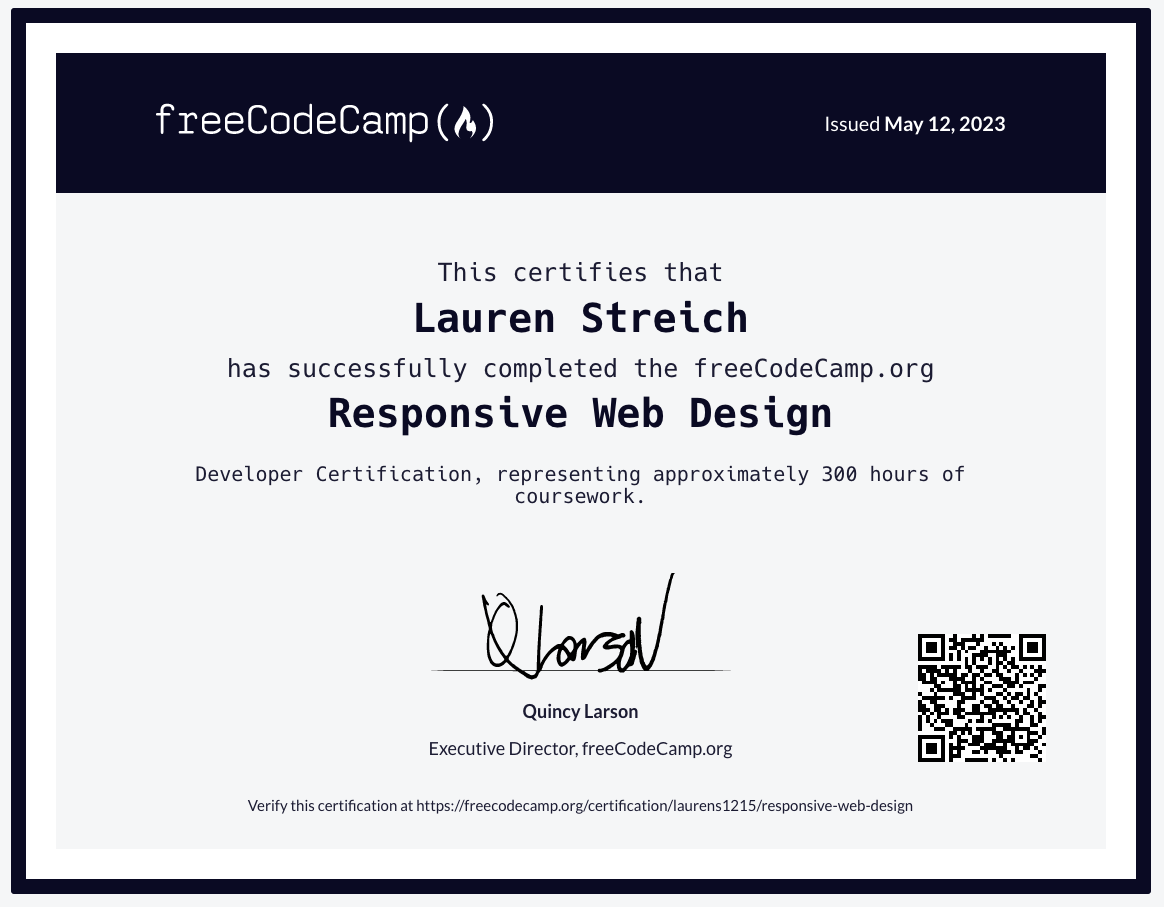 freeCodeCamp(🔥)
Issued May 12, 2023
This certifies that
Lauren Streich
has successfully completed the freeCodeCamp.org
Responsive Web Design
Developer Certification, representing approximately 300 hours of
coursework.
Q Larson
Quincy Larson
Executive Director, freeCodeCamp.org
Verify this certification at https://freecodecamp.org/certification/laurens1215/responsive-web-design